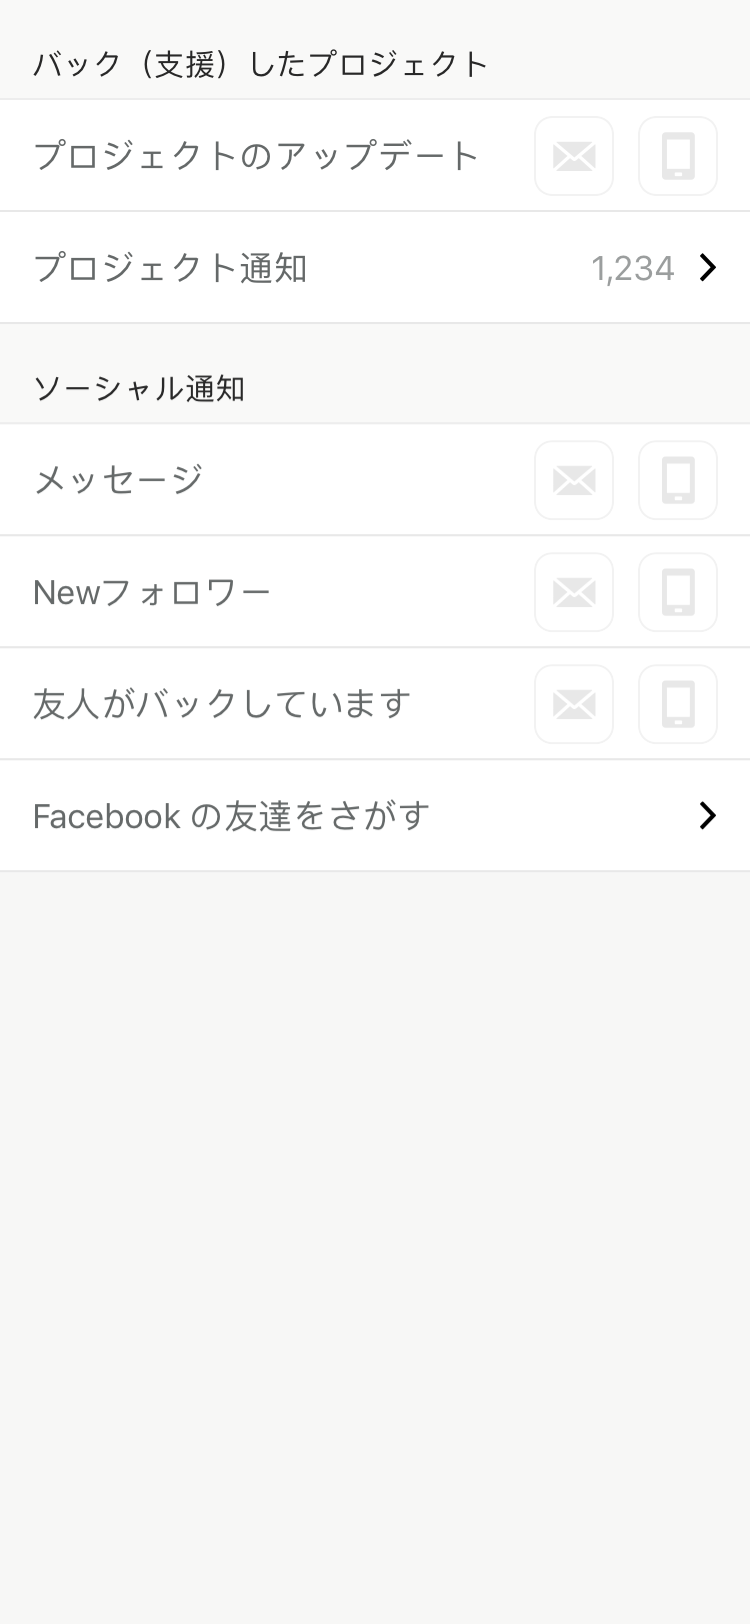 バック（支援）したプロジェクト
プロジェクトのアップデート
プロジェクト通知 1,234
ソーシャル通知
メッセージ
Newフォロワー
友人がバックしています
Facebook の友達をさがす